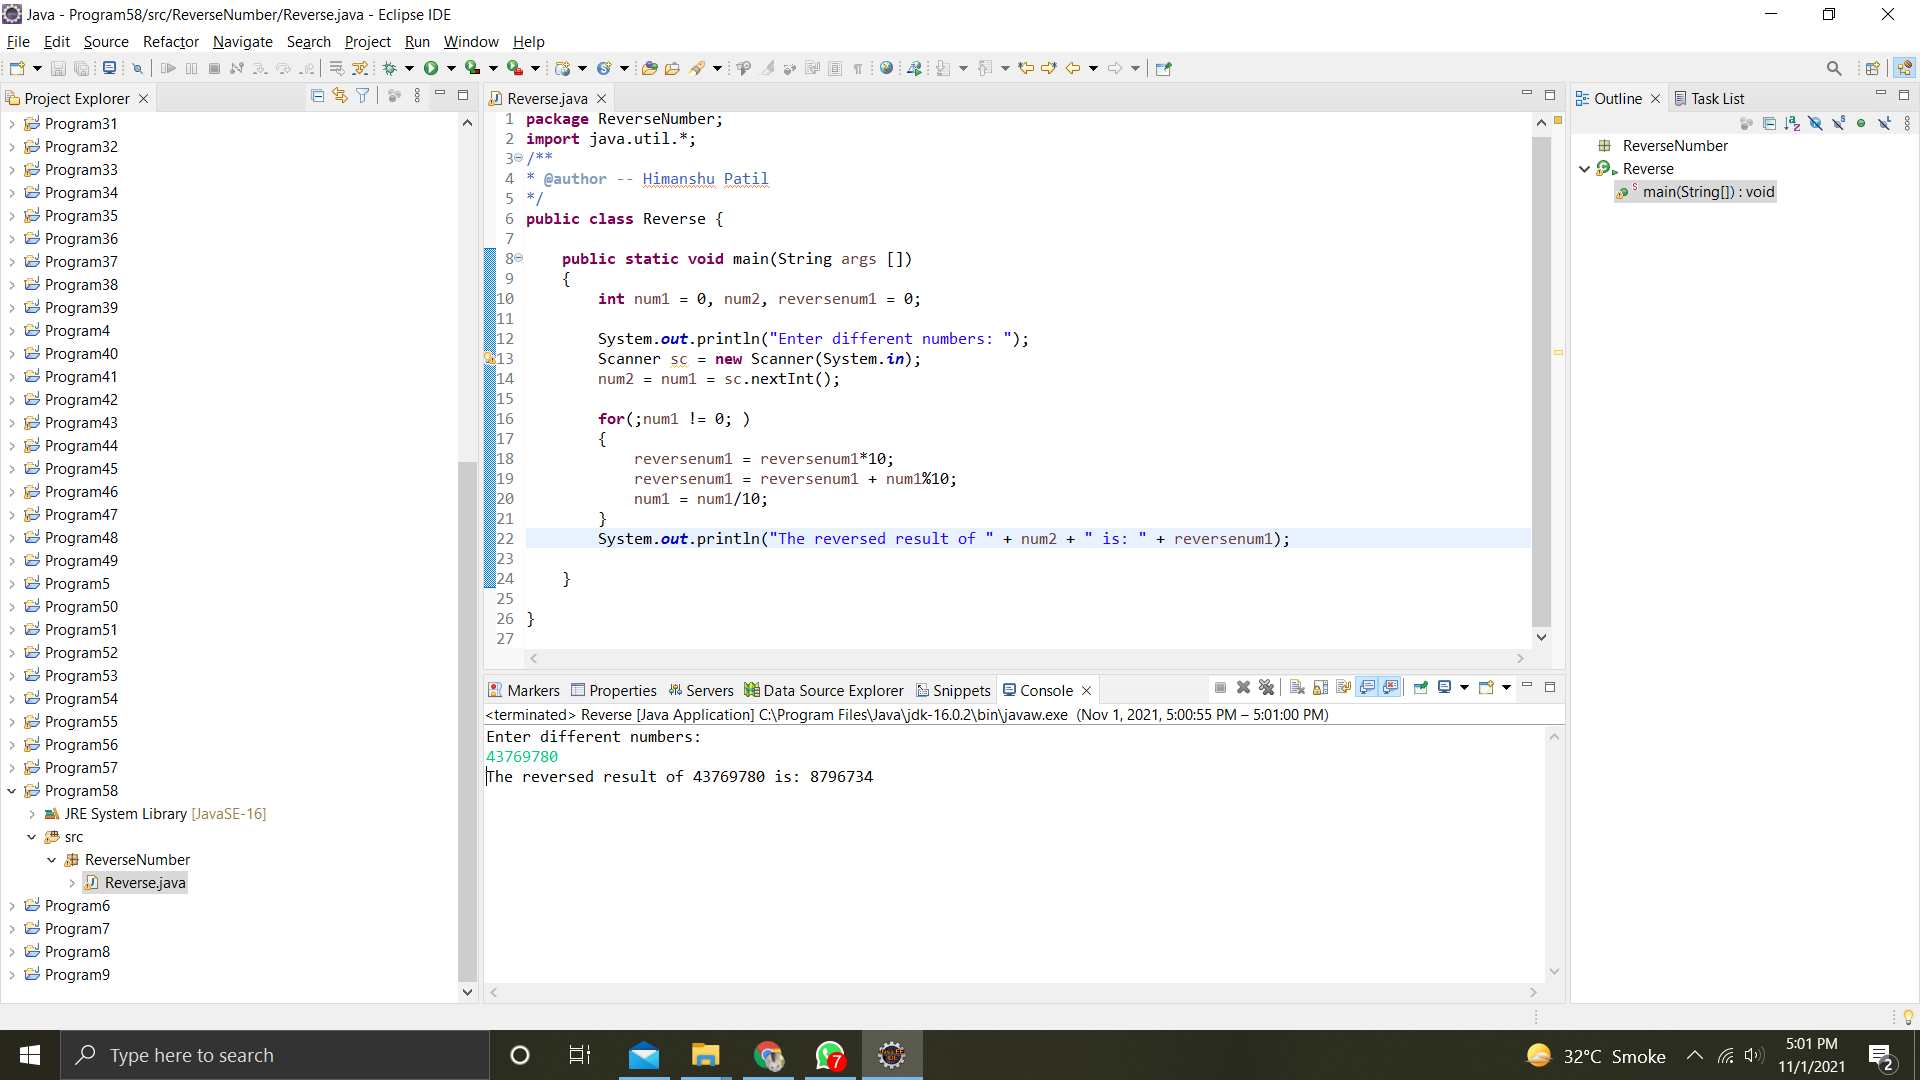 Java - Program58/src/ReverseNumber/Reverse.java - Eclipse IDE
File Edit Source Refactor Navigate Search Project Run Window Help
Project Explorer
Program31
Program32
Program33
Program34
Program35
Program36
Program37
Program38
Program39
Program4
Program40
Program41
Program42
Program43
Program44
Program45
Program46
Program47
Program48
Program49
Program5
Program50
Program51
Program52
Program53
Program54
Program55
Program56
Program57
Program58
JRE System Library [JavaSE-16]
src
ReverseNumber
Reverse.java
Program6
Program7
Program8
Program9
Reverse.java
1 package ReverseNumber;
2 import java.util.*;
3 /**
4 * @author -- Himanshu Patil
5 */
6 public class Reverse {
7
8 public static void main(String args [])
9 {
10 int num1 = 0, num2, reversenum1 = 0;
11
12 System.out.println("Enter different numbers: ");
13 Scanner sc = new Scanner(System.in);
14 num2 = num1 = sc.nextInt();
15
16 for(;num1 != 0; )
17 {
18 reversenum1 = reversenum1*10;
19 reversenum1 = reversenum1 + num1%10;
20 num1 = num1/10;
21 }
22 System.out.println("The reversed result of " + num2 + " is: " + reversenum1);
23
24 }
25
26 }
27
Markers Properties Servers Data Source Explorer Snippets Console
<terminated> Reverse [Java Application] C:\Program Files\Java\jdk-16.0.2\bin\javaw.exe (Nov 1, 2021, 5:00:55 PM – 5:01:00 PM)
Enter different numbers:
43769780
The reversed result of 43769780 is: 8796734
Outline Task List
ReverseNumber
Reverse
main(String[]) : void
Type here to search
7
32°C Smoke
5:01 PM
11/1/2021
2